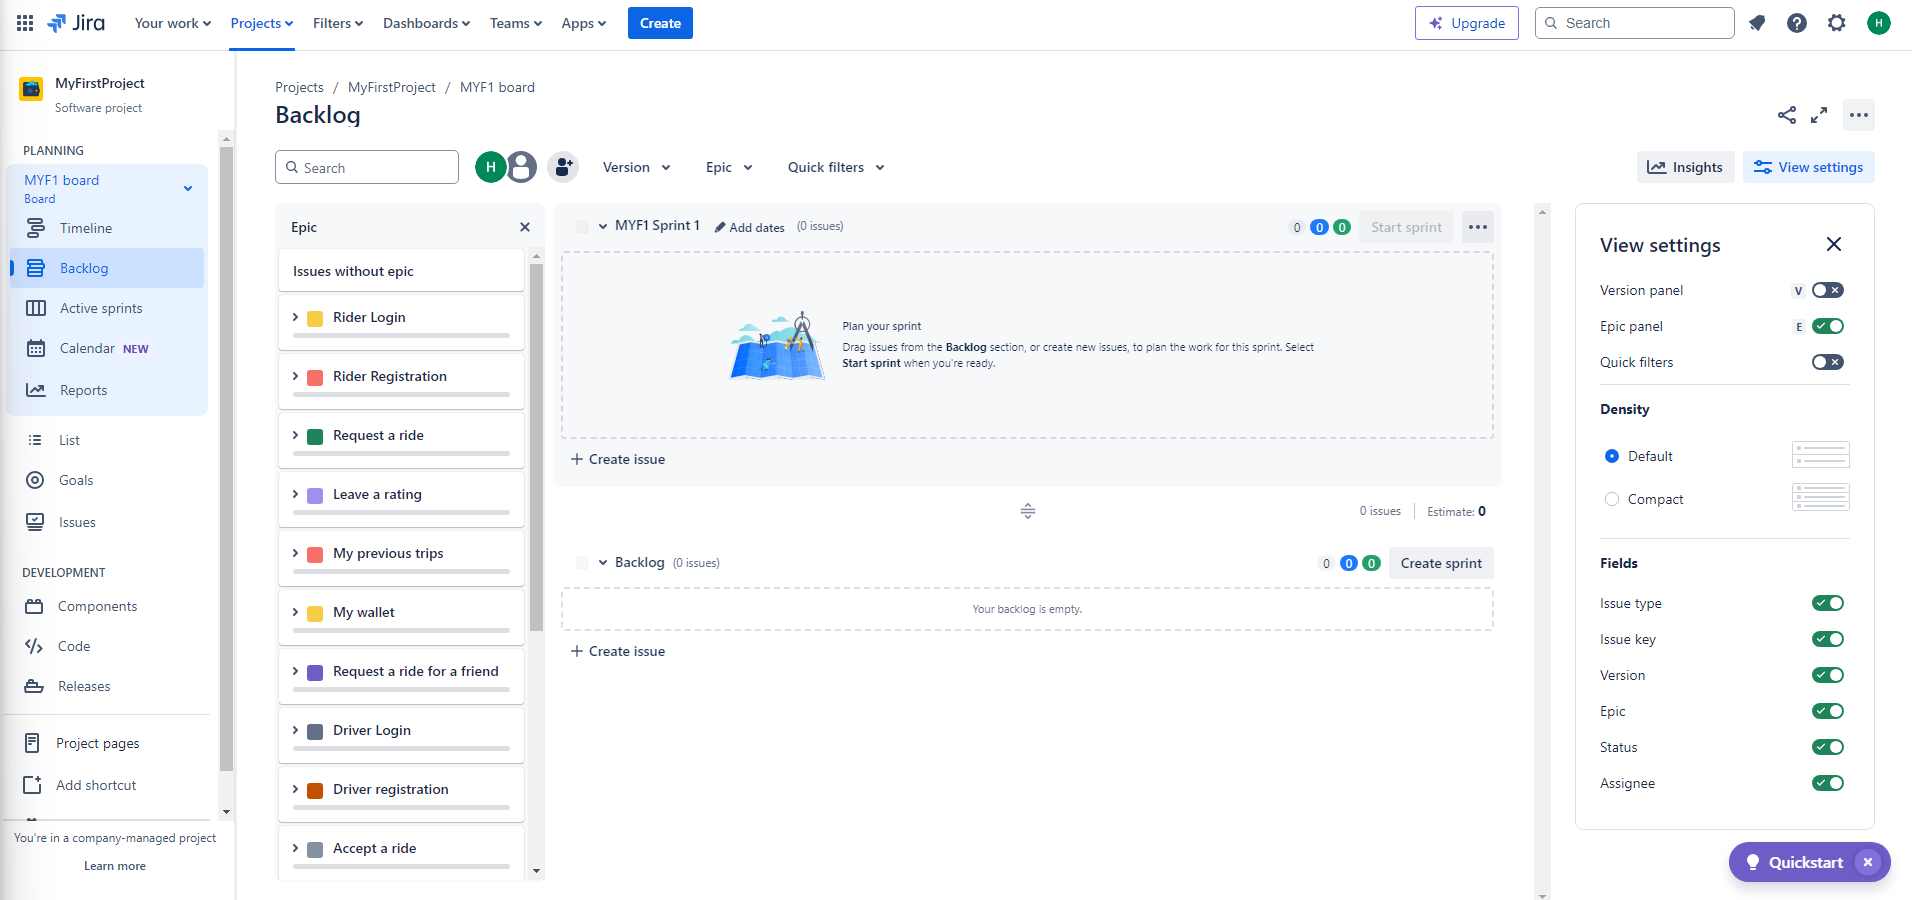 Jira
Your work
Projects
Filters
Dashboards
Teams
Apps
Create
Upgrade
Search
H
MyFirstProject
Software project
PLANNING
MYF1 board
Board
Timeline
Backlog
Active sprints
Calendar NEW
Reports
List
Goals
Issues
DEVELOPMENT
Components
Code
Releases
Project pages
Add shortcut
You're in a company-managed project
Learn more
Projects / MyFirstProject / MYF1 board
Backlog
Search
H
Version
Epic
Quick filters
Insights
View settings
Epic
Issues without epic
Rider Login
Rider Registration
Request a ride
Leave a rating
My previous trips
My wallet
Request a ride for a friend
Driver Login
Driver registration
Accept a ride
MYF1 Sprint 1 Add dates (0 issues)
0 0 0 Start sprint
Plan your sprint
Drag issues from the Backlog section, or create new issues, to plan the work for this sprint. Select
Start sprint when you're ready.
+ Create issue
0 issues Estimate: 0
Backlog (0 issues)
0 0 0 Create sprint
Your backlog is empty.
+ Create issue
View settings
Version panel V
Epic panel E
Quick filters
Density
Default
Compact
Fields
Issue type
Issue key
Version
Epic
Status
Assignee
Quickstart